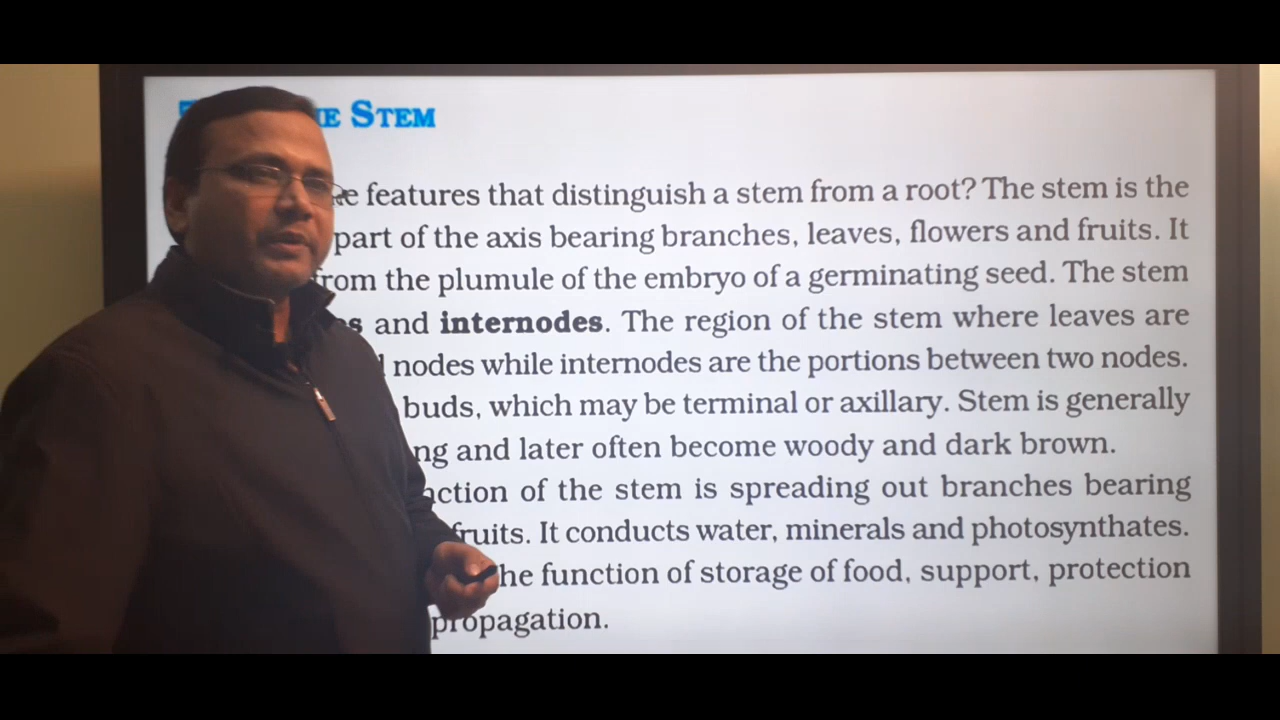 STEM
features that distinguish a stem from a root? The stem is the
part of the axis bearing branches, leaves, flowers and fruits. It
from the plumule of the embryo of a germinating seed. The stem
and internodes. The region of the stem where leaves are
nodes while internodes are the portions between two nodes.
buds, which may be terminal or axillary. Stem is generally
and later often become woody and dark brown.
of the stem is spreading out branches bearing
fruits. It conducts water, minerals and photosynthates.
the function of storage of food, support, protection
propagation.